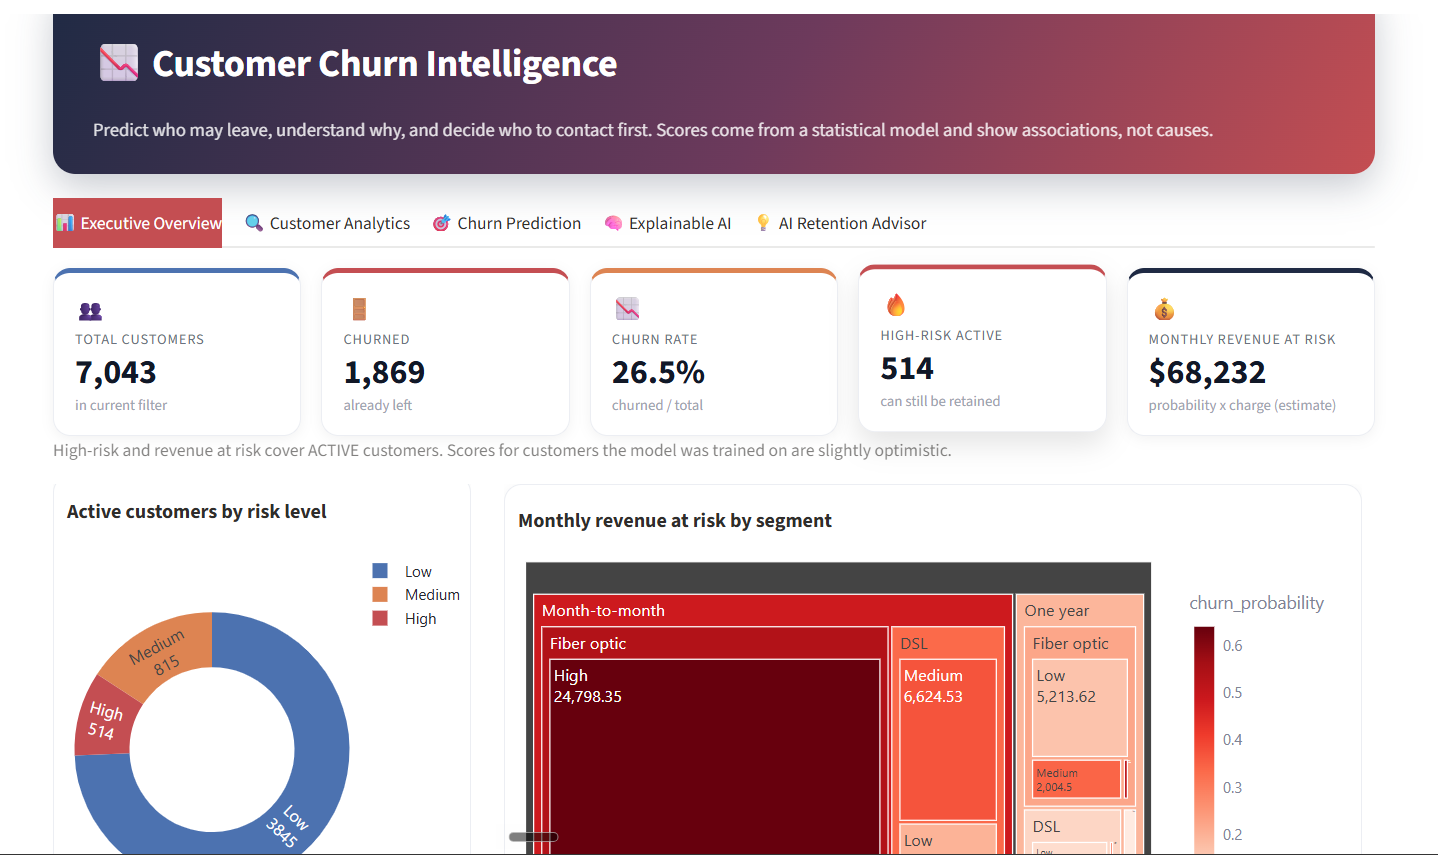 Customer Churn Intelligence
Predict who may leave, understand why, and decide who to contact first. Scores come from a statistical model and show associations, not causes.
Executive Overview
Customer Analytics
Churn Prediction
Explainable AI
AI Retention Advisor
TOTAL CUSTOMERS
7,043
in current filter
CHURNED
1,869
already left
CHURN RATE
26.5%
churned / total
HIGH-RISK ACTIVE
514
can still be retained
MONTHLY REVENUE AT RISK
$68,232
probability x charge (estimate)
High-risk and revenue at risk cover ACTIVE customers. Scores for customers the model was trained on are slightly optimistic.
Active customers by risk level
Low
Medium
High
Medium
815
High
514
Low
3845
Monthly revenue at risk by segment
Month-to-month
Fiber optic
High
24,798.35
DSL
Medium
6,624.53
Low
One year
Fiber optic
Low
5,213.62
Medium
2,004.5
DSL
Low
churn_probability
0.6
0.5
0.4
0.3
0.2